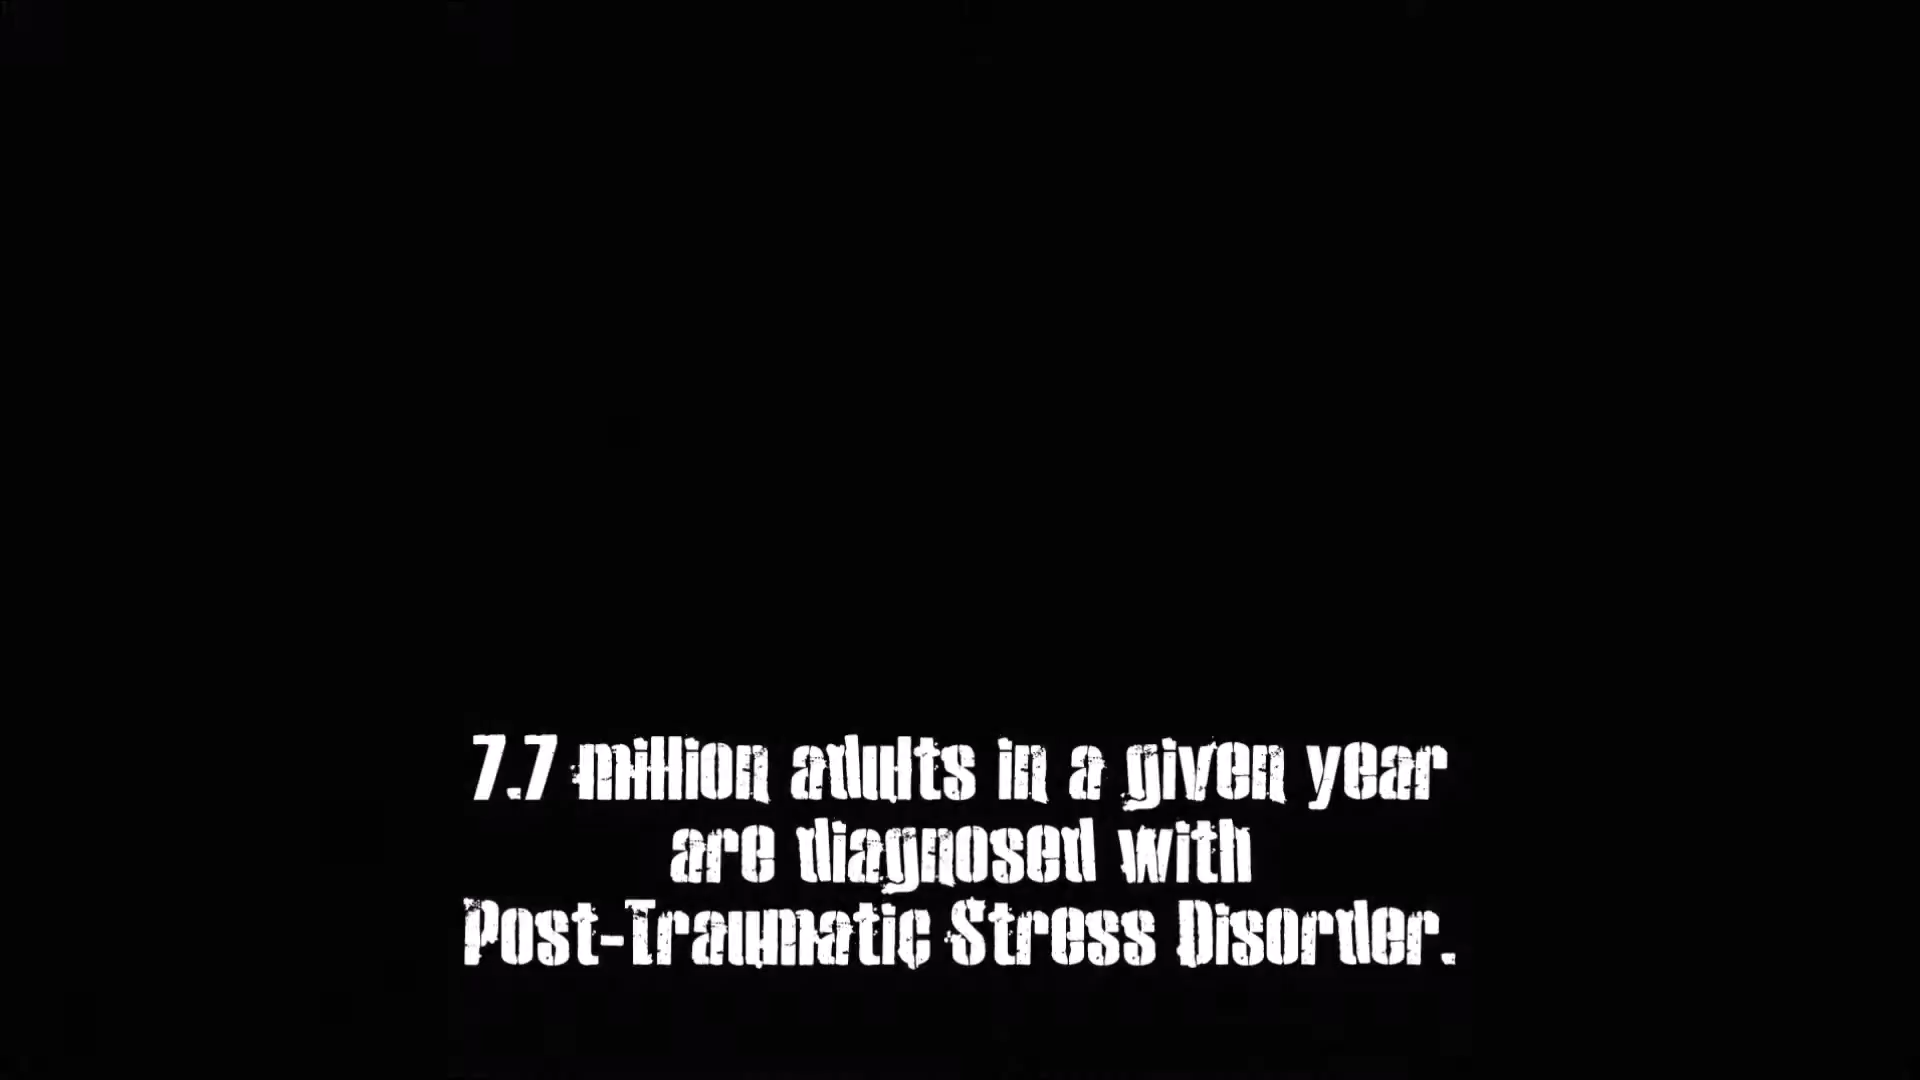 7.7 million adults in a given year
are diagnosed with
Post-Traumatic Stress Disorder.